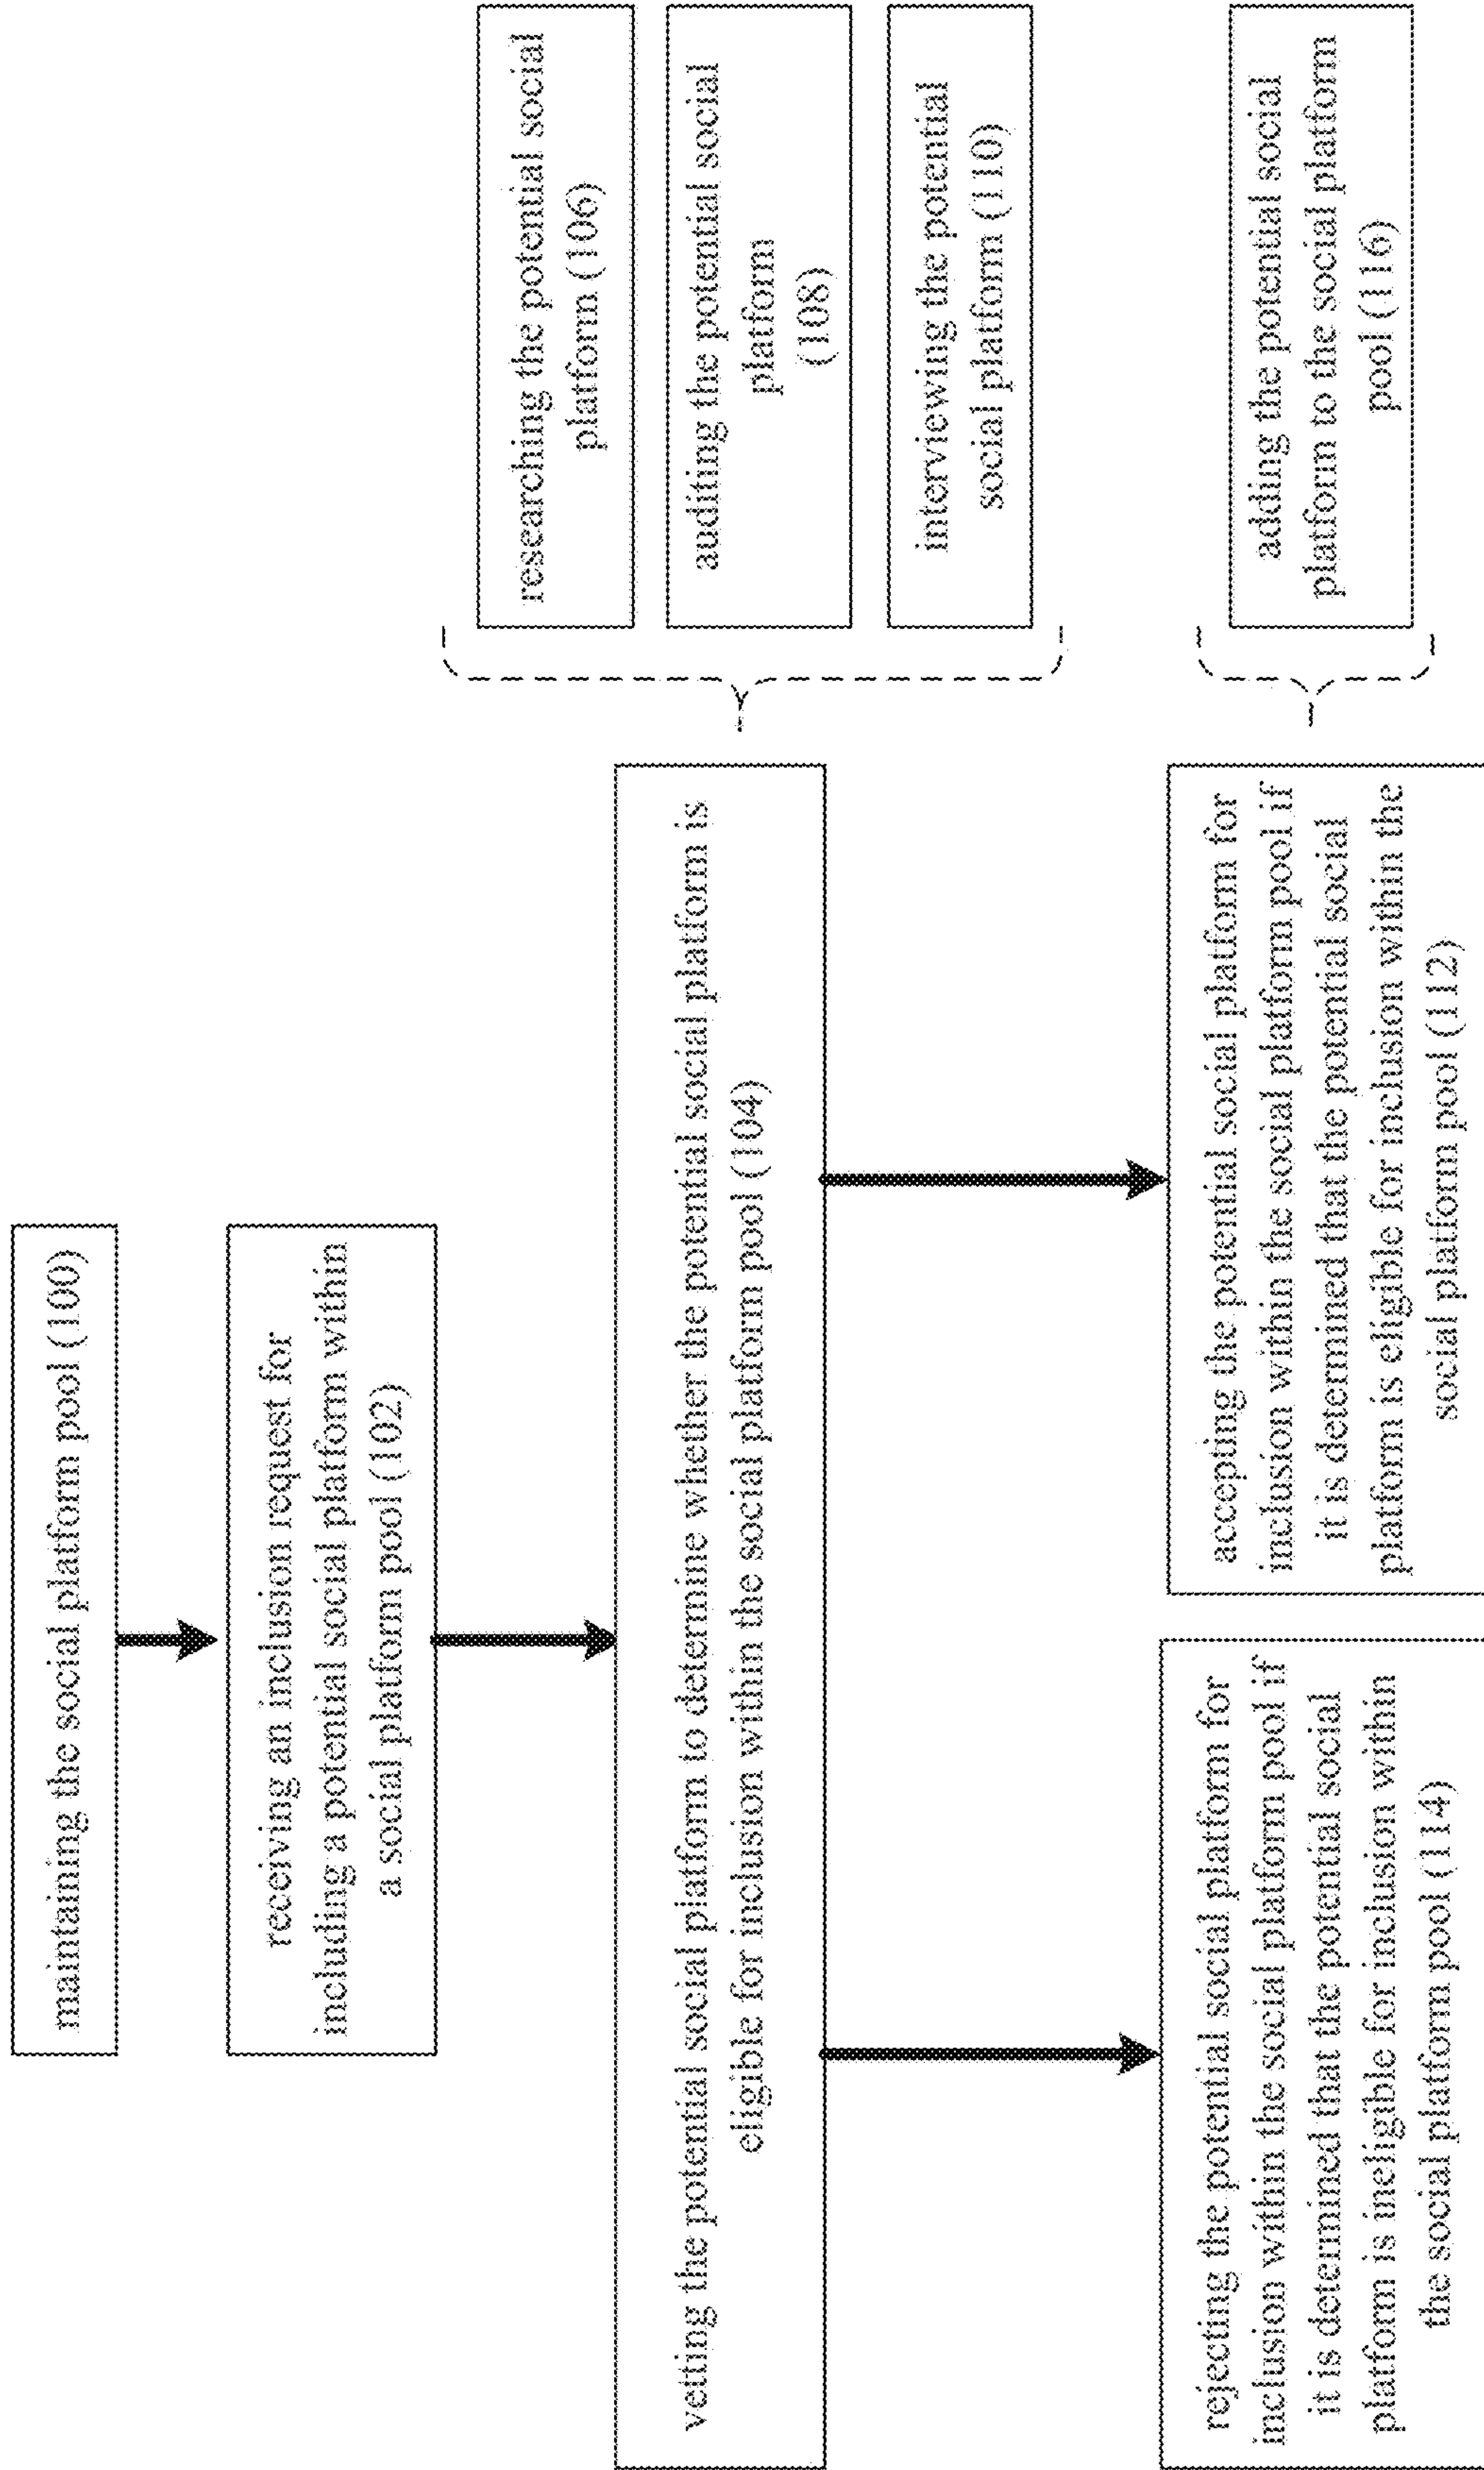 maintaining the social platform pool (100)
receiving an inclusion request for
including a potential social platform within
a social platform pool (102)
vetting the potential social platform to determine whether the potential social platform is
eligible for inclusion within the social platform pool (104)
researching the potential social
platform (106)
auditing the potential social
platform
(108)
interviewing the potential
social platform (110)
rejecting the potential social platform for
inclusion within the social platform pool if
it is determined that the potential social
platform is ineligible for inclusion within
the social platform pool (114)
accepting the potential social platform for
inclusion within the social platform pool if
it is determined that the potential social
platform is eligible for inclusion within the
social platform pool (112)
adding the potential social
platform to the social platform
pool (116)